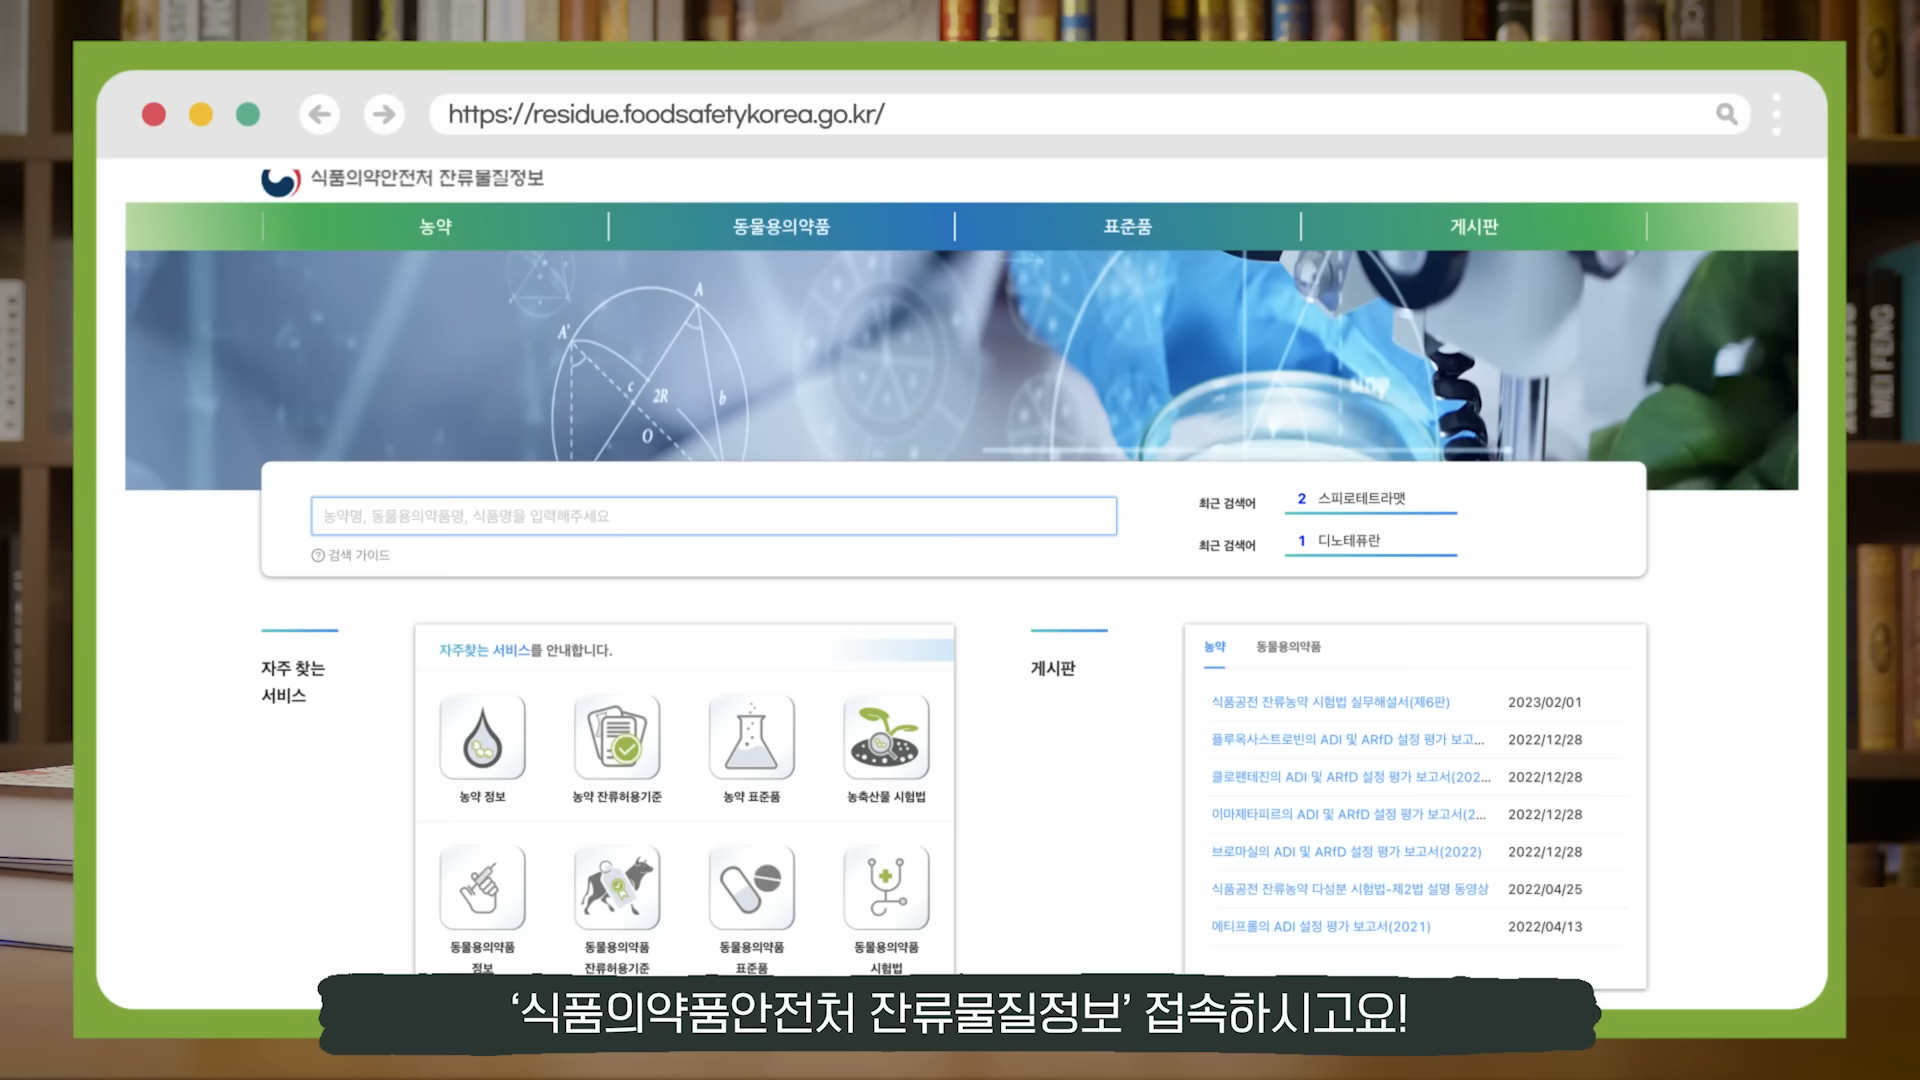 https://residue.foodsafetykorea.go.kr/
식품의약안전처 잔류물질정보
농약
동물용의약품
표준품
게시판
A
A'
c
2R
b
O
농약명, 동물용의약품명, 식품명을 입력해주세요
검색 가이드
최근 검색어 2 스피로테트라맷
최근 검색어 1 디노테퓨란
자주 찾는
서비스
자주찾는 서비스를 안내합니다.
농약 정보
농약 잔류허용기준
농약 표준품
농축산물 시험법
동물용의약품
정보
동물용의약품
잔류허용기준
동물용의약품
표준품
동물용의약품
시험법
게시판
농약 동물용의약품
식품공전 잔류농약 시험법 실무해설서(제6판) 2023/02/01
플루옥사스트로빈의 ADI 및 ARfD 설정 평가 보고... 2022/12/28
클로펜테진의 ADI 및 ARfD 설정 평가 보고서(202... 2022/12/28
이마제타피르의 ADI 및 ARfD 설정 평가 보고서(2... 2022/12/28
브로마실의 ADI 및 ARfD 설정 평가 보고서(2022) 2022/12/28
식품공전 잔류농약 다성분 시험법-제2법 설명 동영상 2022/04/25
에티프롤의 ADI 설정 평가 보고서(2021) 2022/04/13
MEI FENG
‘식품의약품안전처 잔류물질정보’ 접속하시고요!